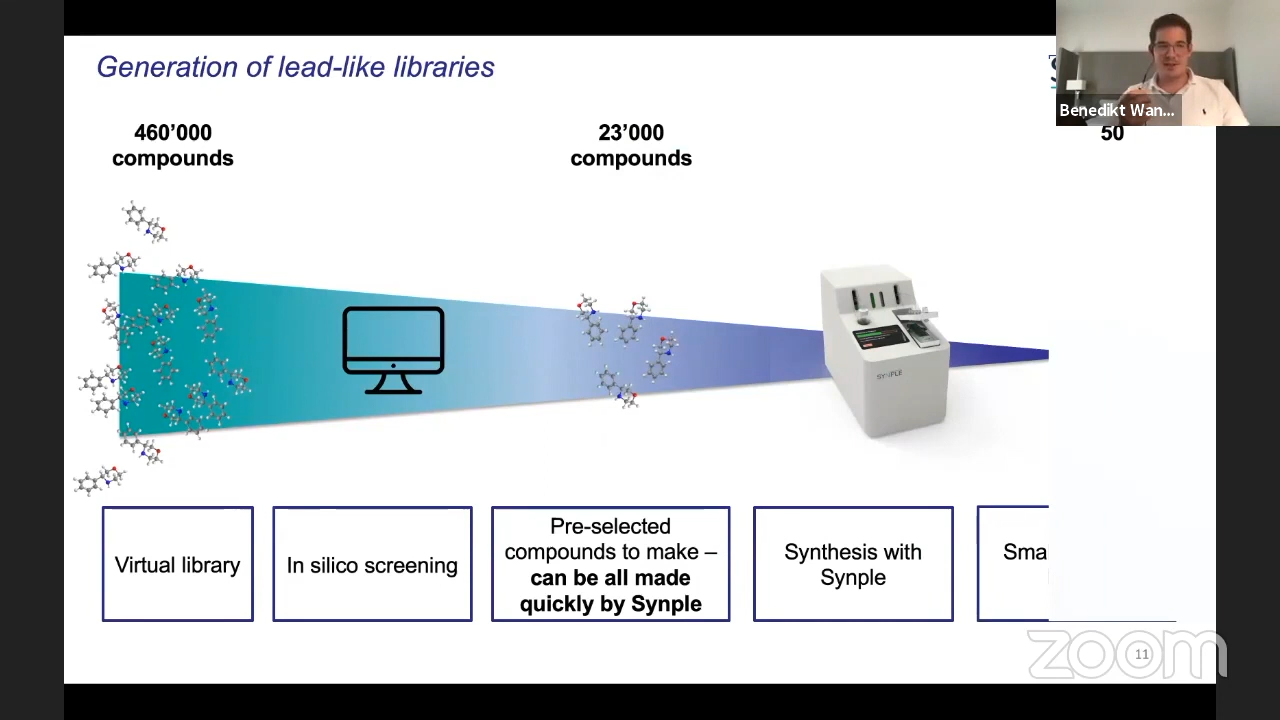 Generation of lead-like libraries
Benedikt Wan...
460’000
compounds
23’000
compounds
50
SYNPLE
Virtual library
In silico screening
Pre-selected
compounds to make –
can be all made
quickly by Synple
Synthesis with
Synple
Sma
zoom
11